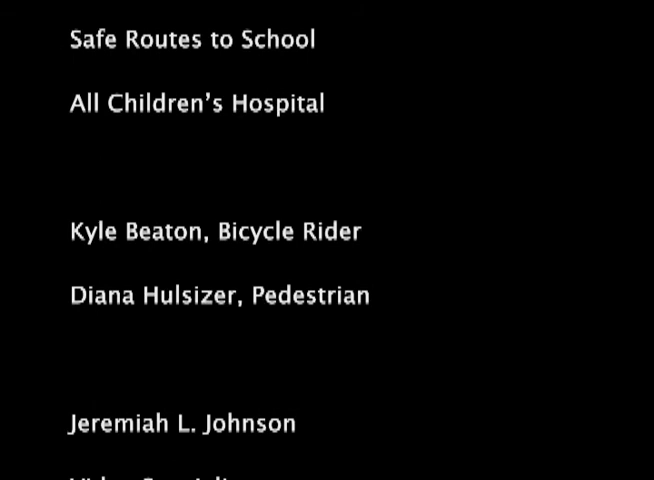 Safe Routes to School
All Children's Hospital
Kyle Beaton, Bicycle Rider
Diana Hulsizer, Pedestrian
Jeremiah L. Johnson